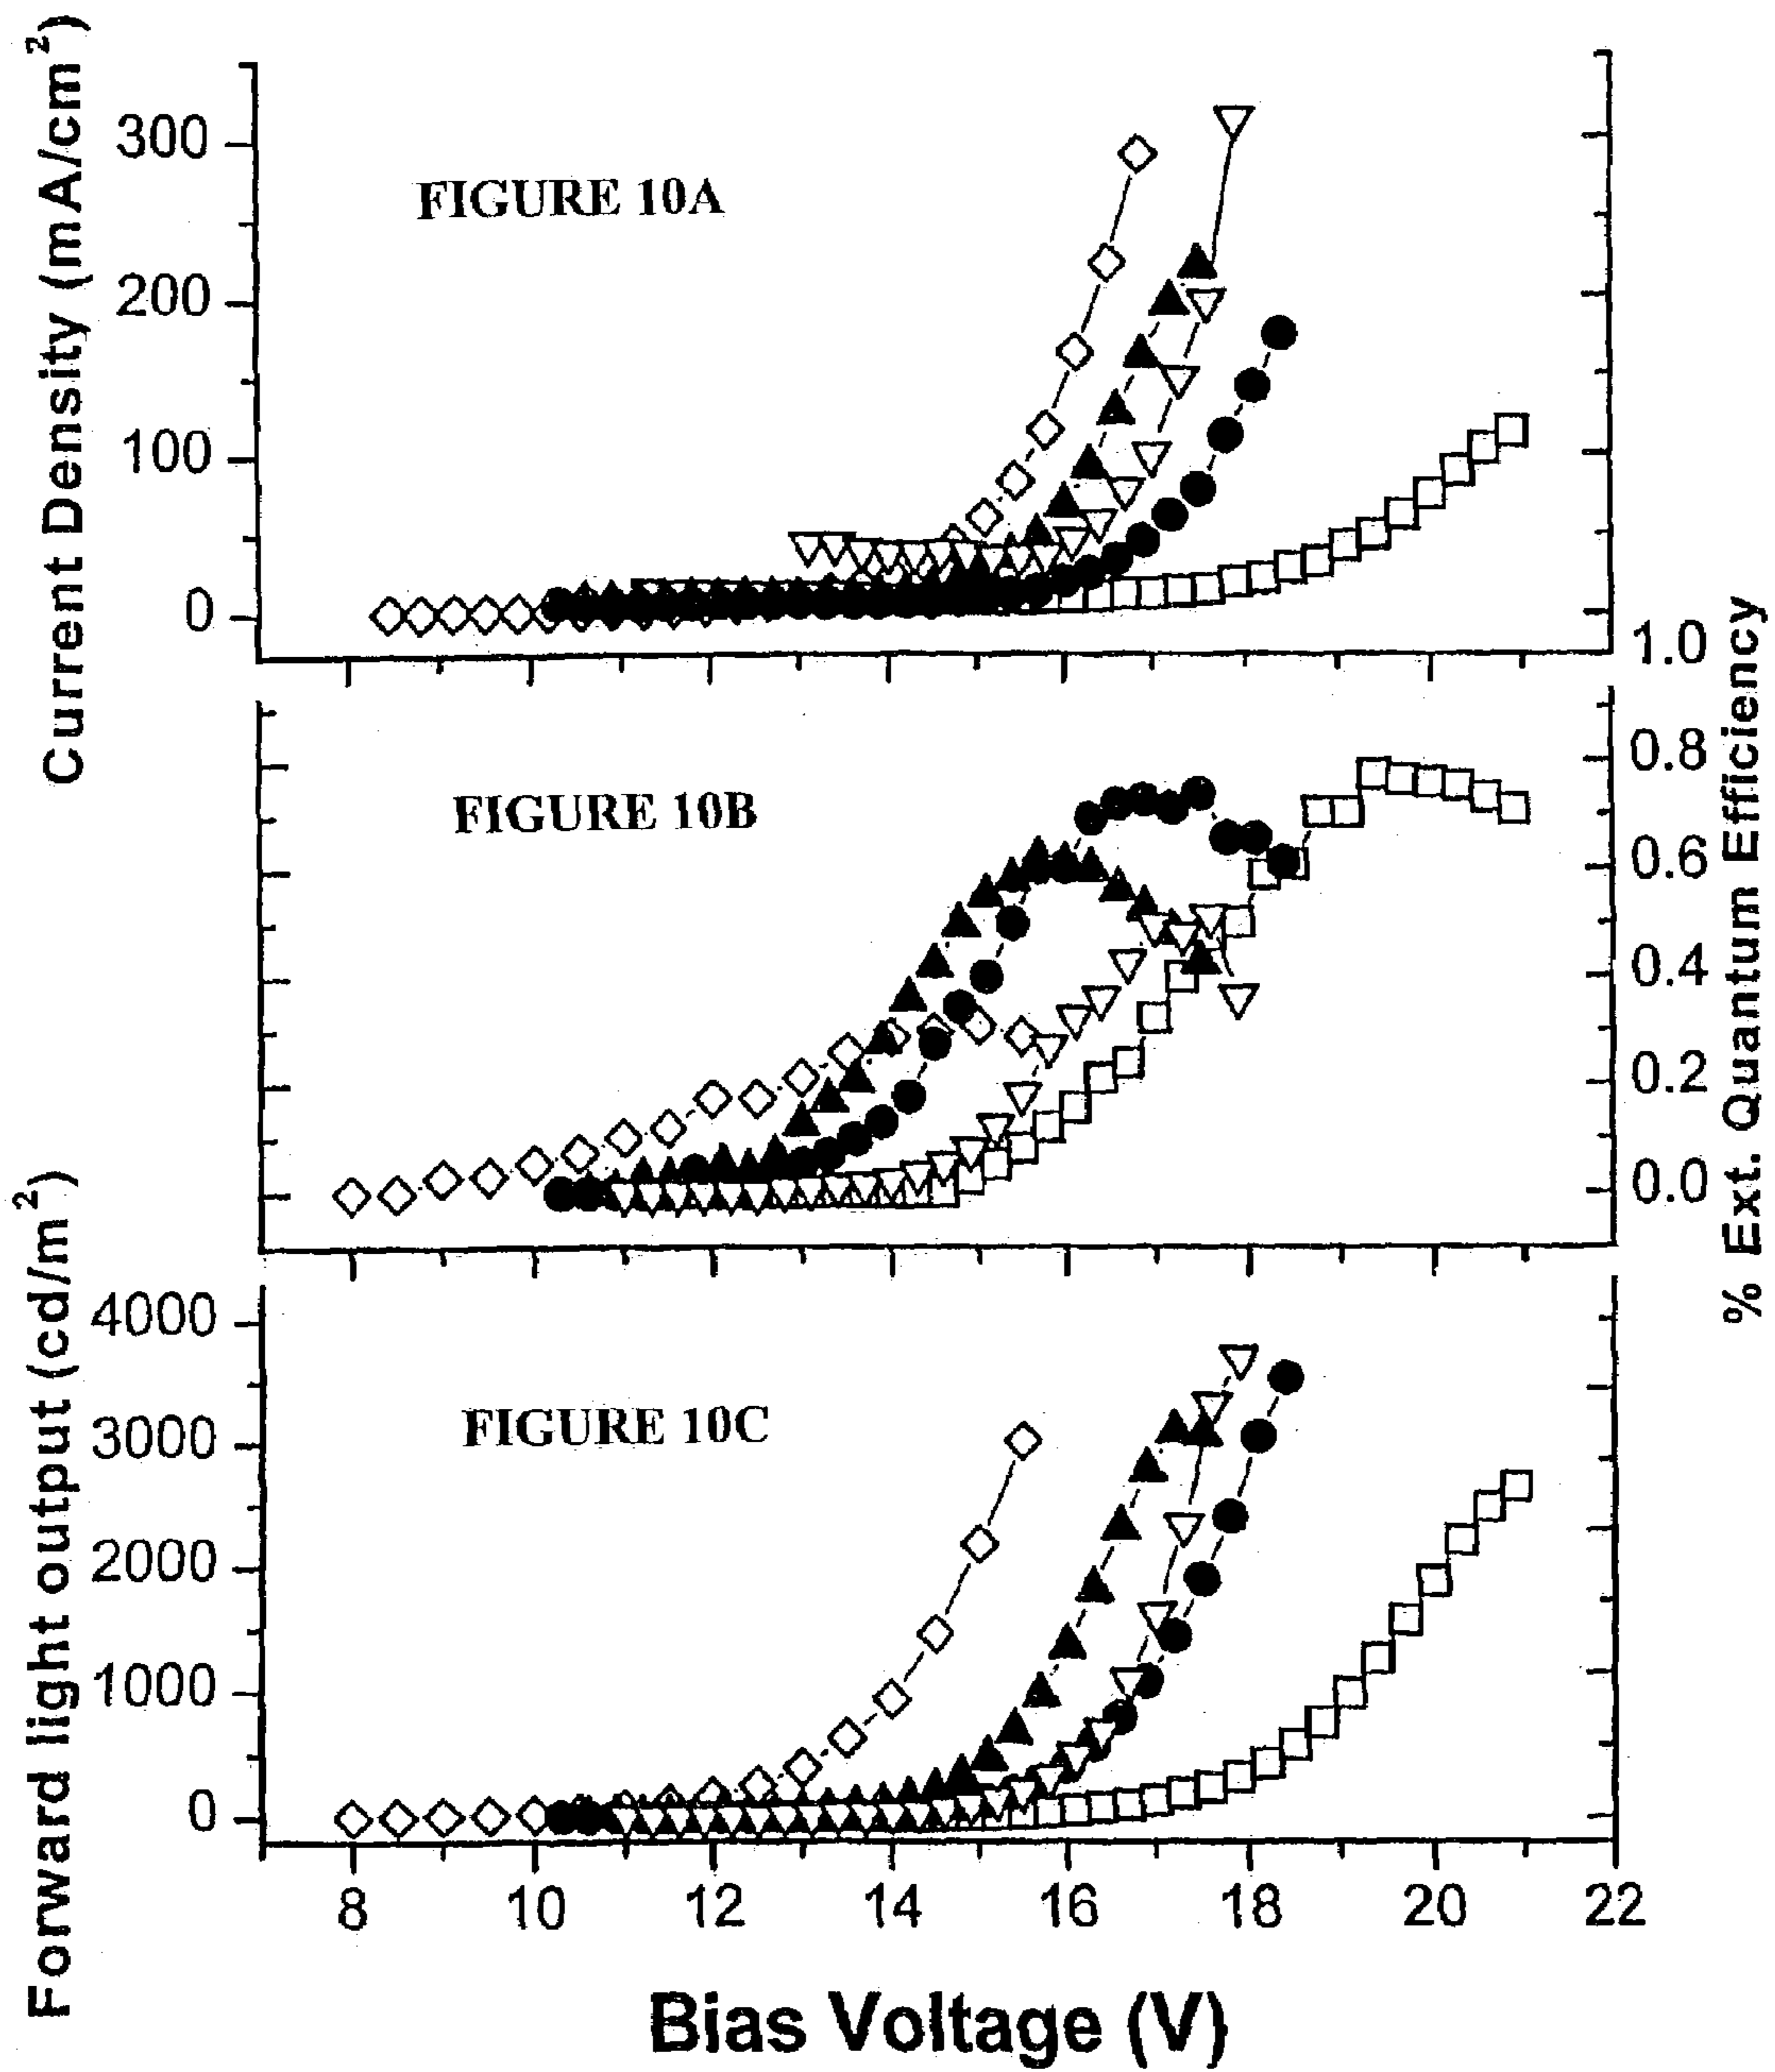 Current Density (mA/cm²)
300
200
100
0
FIGURE 10A
% Ext. Quantum Efficiency
1.0
0.8
0.6
0.4
0.2
0.0
FIGURE 10B
Forward light output (cd/m²)
4000
3000
2000
1000
0
FIGURE 10C
8 10 12 14 16 18 20 22
Bias Voltage (V)